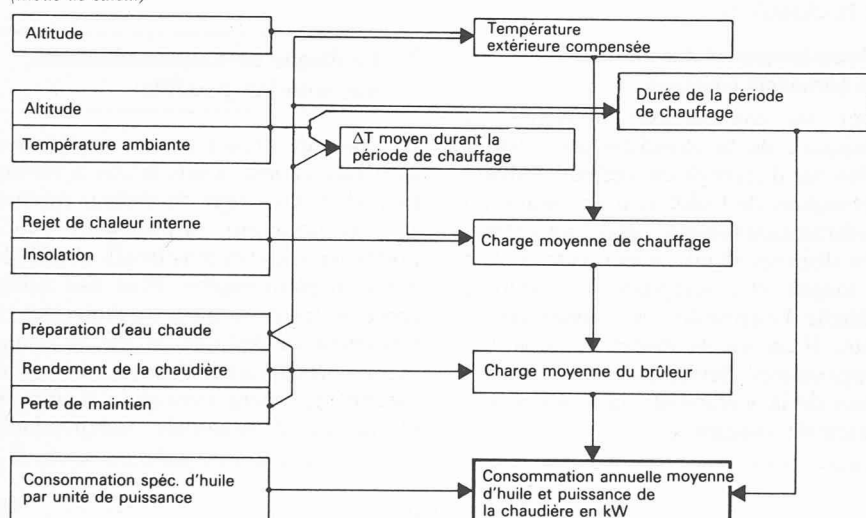 Altitude
Température
extérieure compensée
Altitude
Température ambiante
Durée de la période
de chauffage
ΔT moyen durant la
période de chauffage
Rejet de chaleur interne
Insolation
Charge moyenne de chauffage
Préparation d'eau chaude
Rendement de la chaudière
Perte de maintien
Charge moyenne du brûleur
Consommation spéc. d'huile
par unité de puissance
Consommation annuelle moyenne
d'huile et puissance de
la chaudière en kW